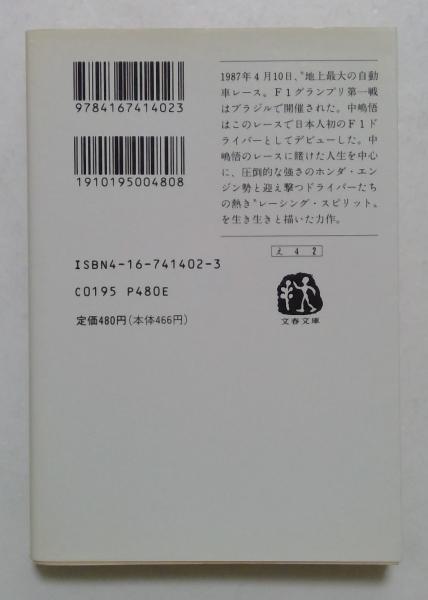 9784167414023
1910195004808
ISBN4-16-741402-3
C0195 P480E
定価480円(本体466円)
1987年4月10日、〝地上最大の自動
車レース〟F1グランプリ第一戦
はブラジルで開催された。中嶋悟
はこのレースで日本人初のF1ド
ライバーとしてデビューした。中
嶋悟のレースに賭けた人生を中心
に、圧倒的な強さのホンダ・エン
ジン勢と迎え撃つドライバーたち
の熱き〝レーシング・スピリット〟
を生き生きと描いた力作。
え 4 2
文春文庫